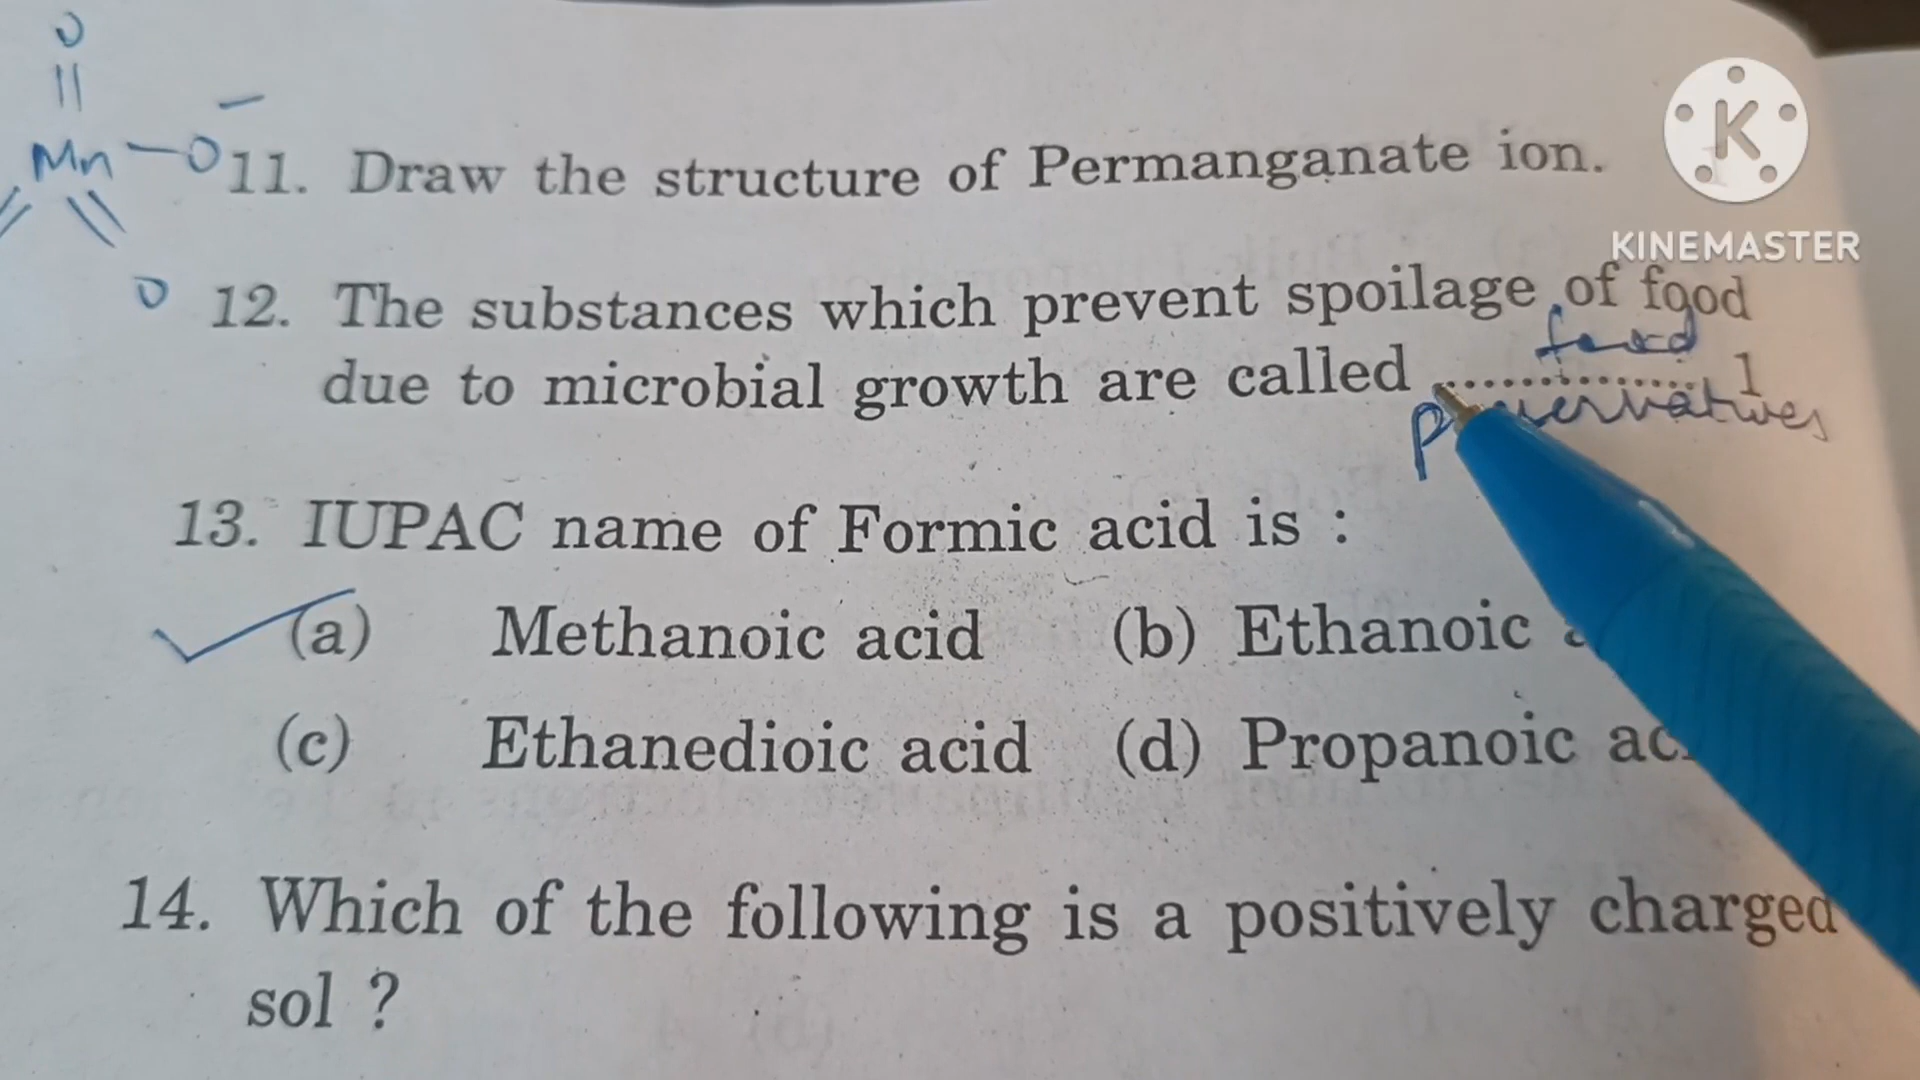 O
Mn — O⁻
11. Draw the structure of Permanganate ion.
K
KINEMASTER
O
12. The substances which prevent spoilage of food
food
due to microbial growth are called ............... 1
13. IUPAC name of Formic acid is :
(a) Methanoic acid (b) Ethanoic
(c) Ethanedioic acid (d) Propanoic
14. Which of the following is a positively charged
sol ?